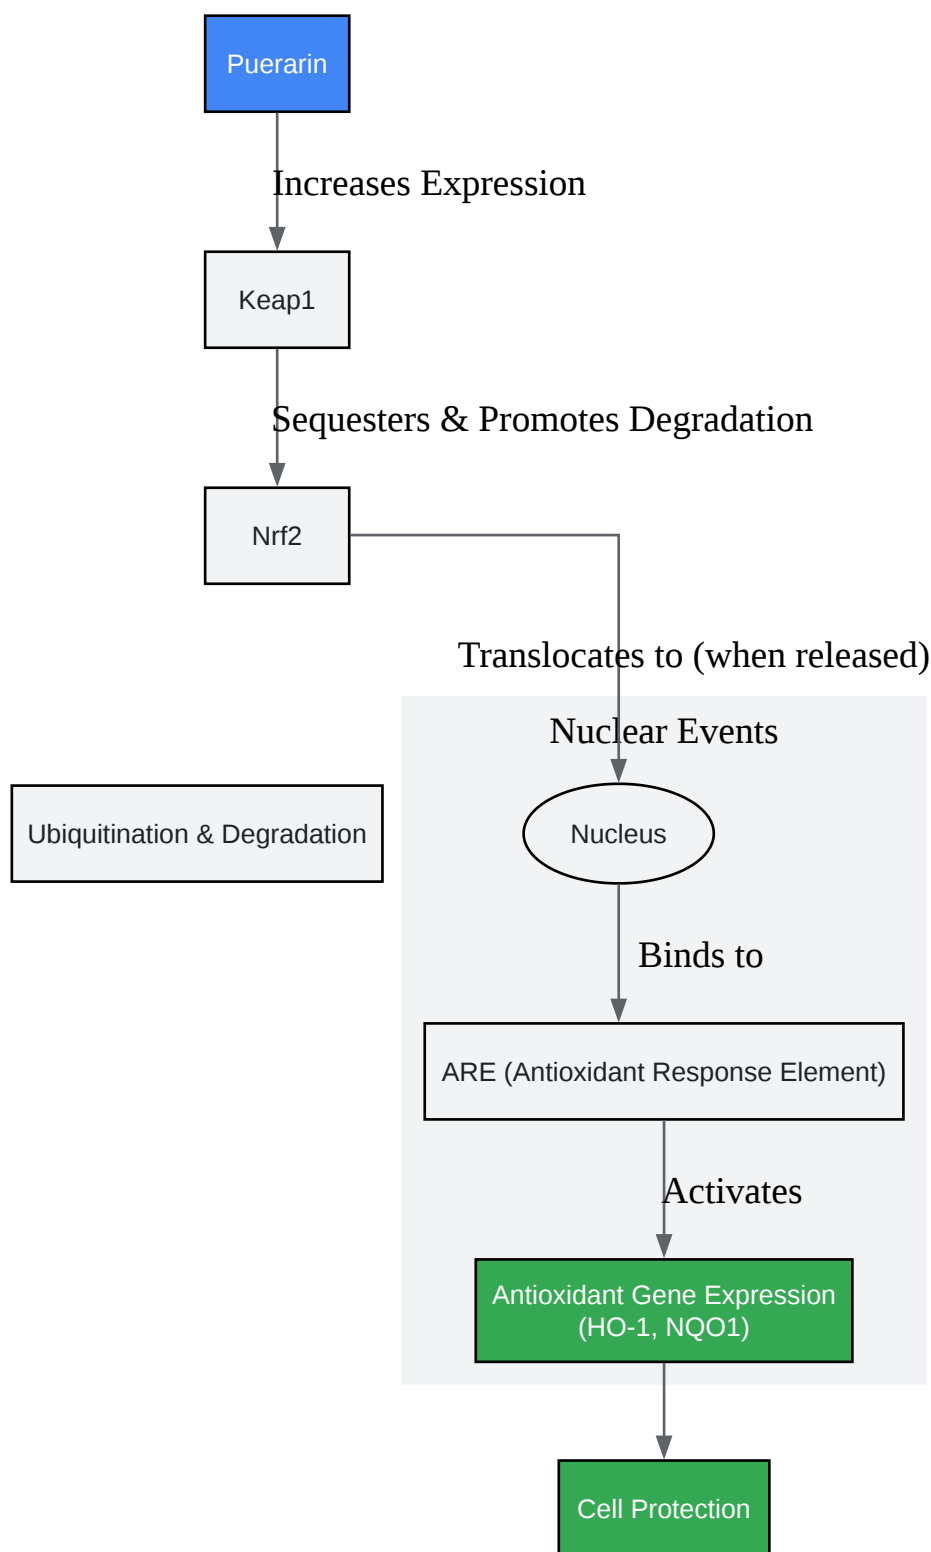 Puerarin
Increases Expression
Keap1
Sequesters & Promotes Degradation
Nrf2
Translocates to (when released)
Nuclear Events
Ubiquitination & Degradation
Nucleus
Binds to
ARE (Antioxidant Response Element)
Activates
Antioxidant Gene Expression
(HO-1, NQO1)
Cell Protection